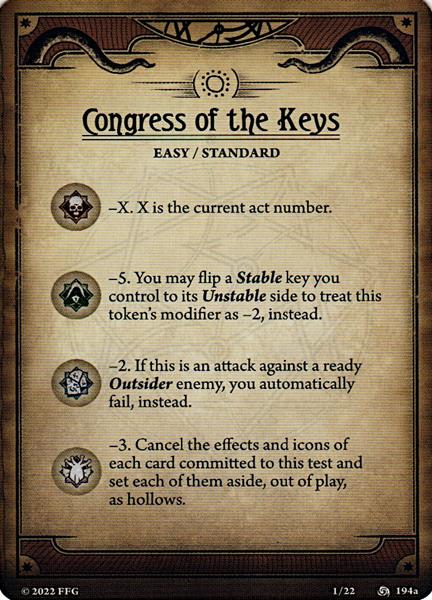 Congress of the Keys
EASY / STANDARD
–X. X is the current act number.
–5. You may flip a Stable key you
control to its Unstable side to treat this
token's modifier as –2, instead.
–2. If this is an attack against a ready
Outsider enemy, you automatically
fail, instead.
–3. Cancel the effects and icons of
each card committed to this test and
set each of them aside, out of play,
as hollows.
© 2022 FFG
1/22
194a